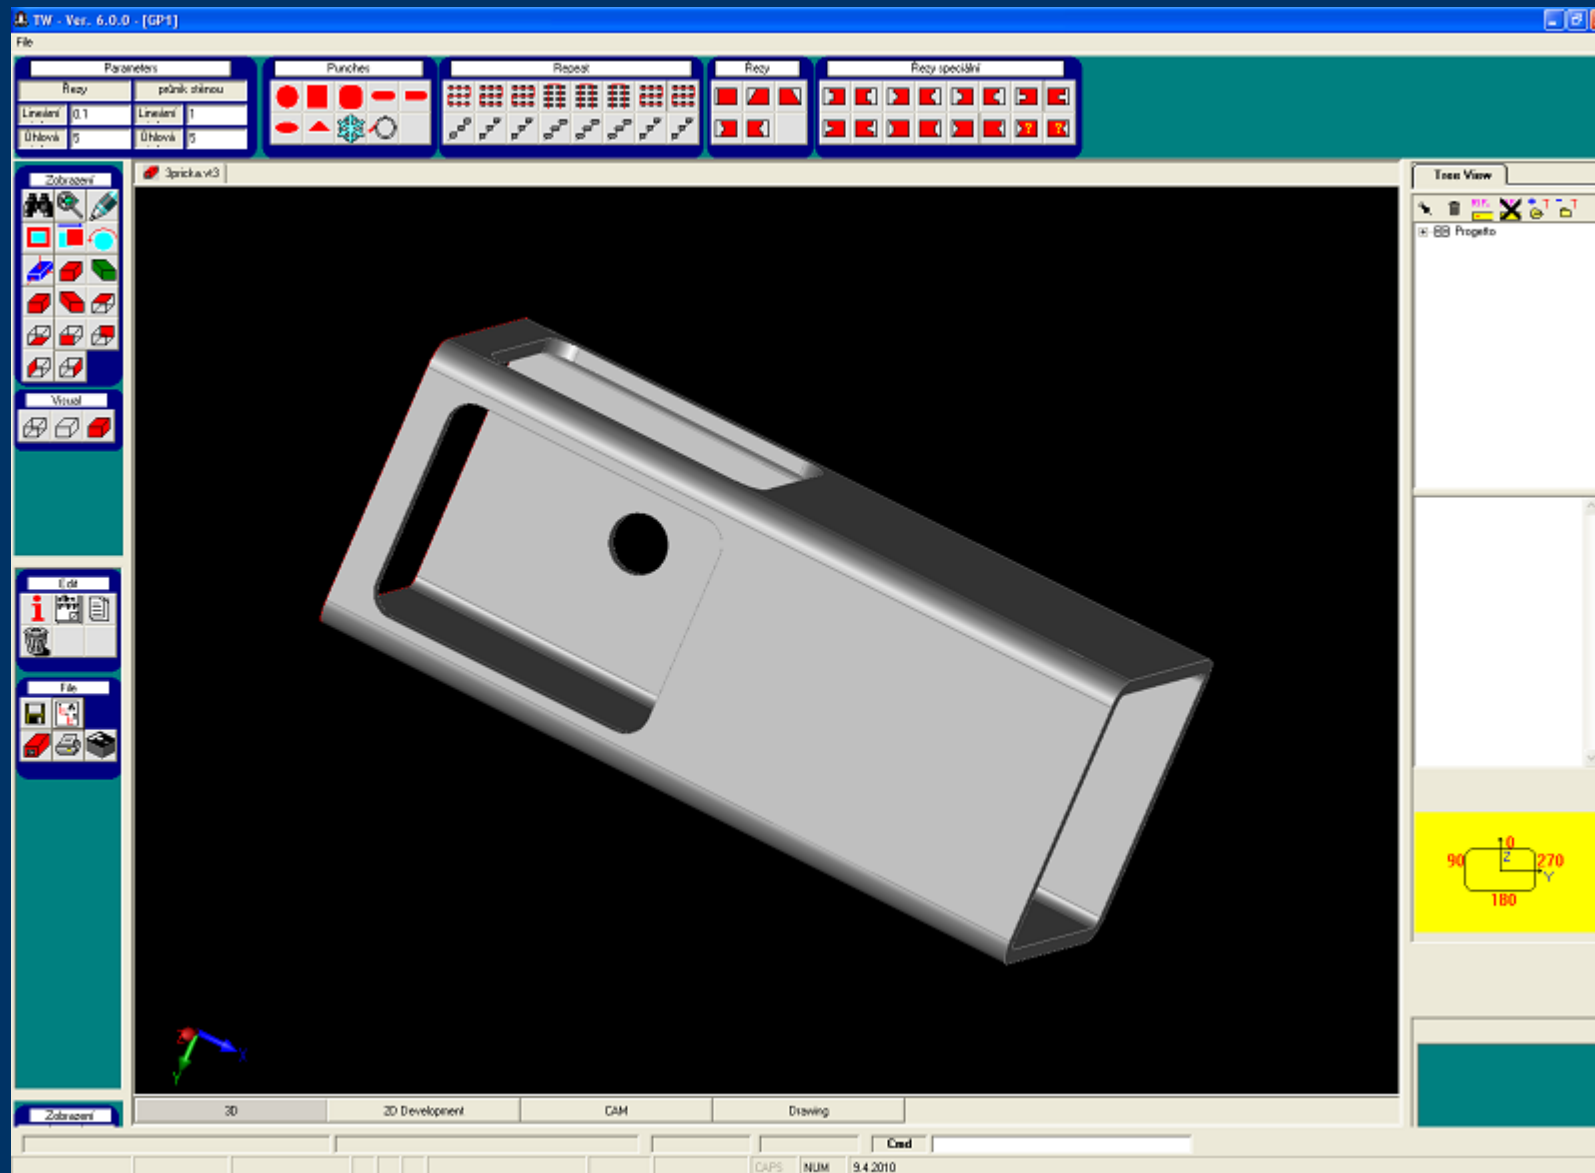 TW - Ver. 6.0.0 - [GP1]
File
Parameters
Řezy
průnik stěnou
Lineární
0.1
Lineární
1
Úhlová
5
Úhlová
5
Punches
Repeat
Řezy
Řezy speciální
Zobrazení
3pricka.vt3
Tree View
Progetto
Visual
Edit
File
90
0
Z
270
Y
180
X
Y
Zobrazení
3D
2D Development
CAM
Drawing
Cmd
CAPS
NUM
9.4.2010